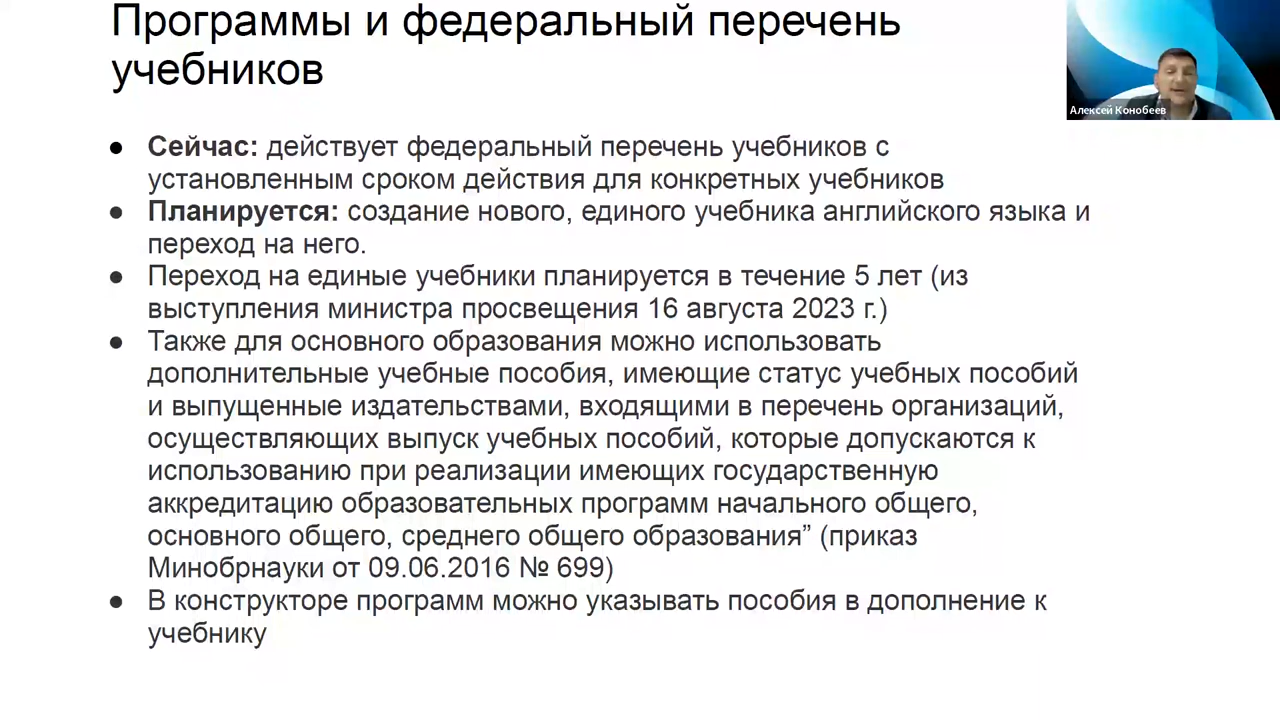 Программы и федеральный перечень
учебников
Алексей Конобеев
● Сейчас: действует федеральный перечень учебников с
установленным сроком действия для конкретных учебников
● Планируется: создание нового, единого учебника английского языка и
переход на него.
● Переход на единые учебники планируется в течение 5 лет (из
выступления министра просвещения 16 августа 2023 г.)
● Также для основного образования можно использовать
дополнительные учебные пособия, имеющие статус учебных пособий
и выпущенные издательствами, входящими в перечень организаций,
осуществляющих выпуск учебных пособий, которые допускаются к
использованию при реализации имеющих государственную
аккредитацию образовательных программ начального общего,
основного общего, среднего общего образования” (приказ
Минобрнауки от 09.06.2016 № 699)
● В конструкторе программ можно указывать пособия в дополнение к
учебнику